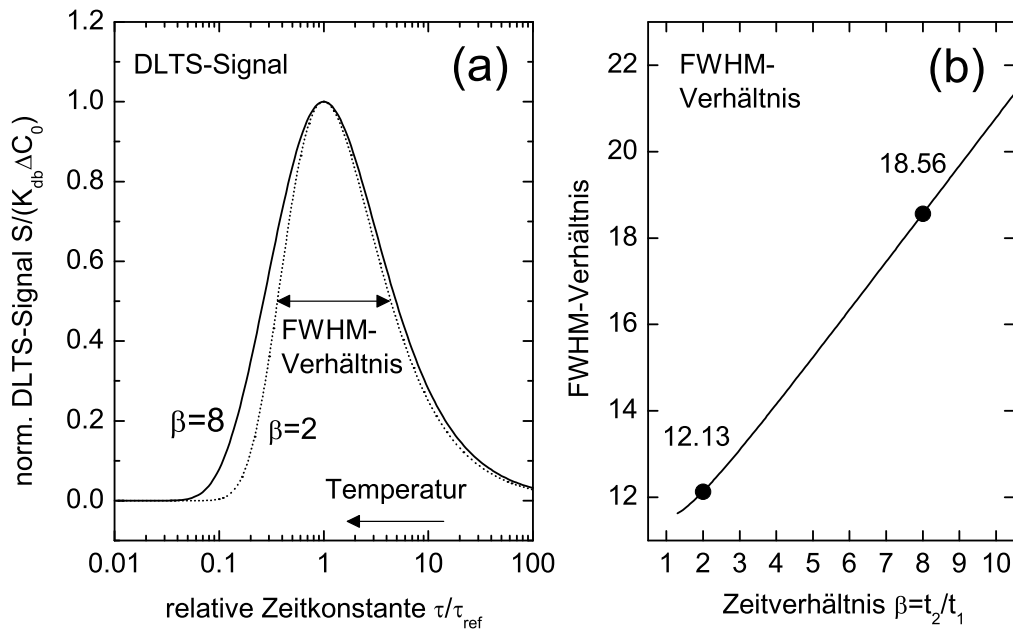 (a)
DLTS-Signal
norm. DLTS-Signal S/(K_db ΔC_0)
1.2
1.0
0.8
0.6
0.4
0.2
0.0
FWHM-
Verhältnis
β=8
β=2
Temperatur
0.01
0.1
1
10
100
relative Zeitkonstante τ/τ_ref
(b)
FWHM-
Verhältnis
FWHM-Verhältnis
22
20
18
16
14
12
18.56
12.13
1 2 3 4 5 6 7 8 9 10
Zeitverhältnis β=t_2/t_1